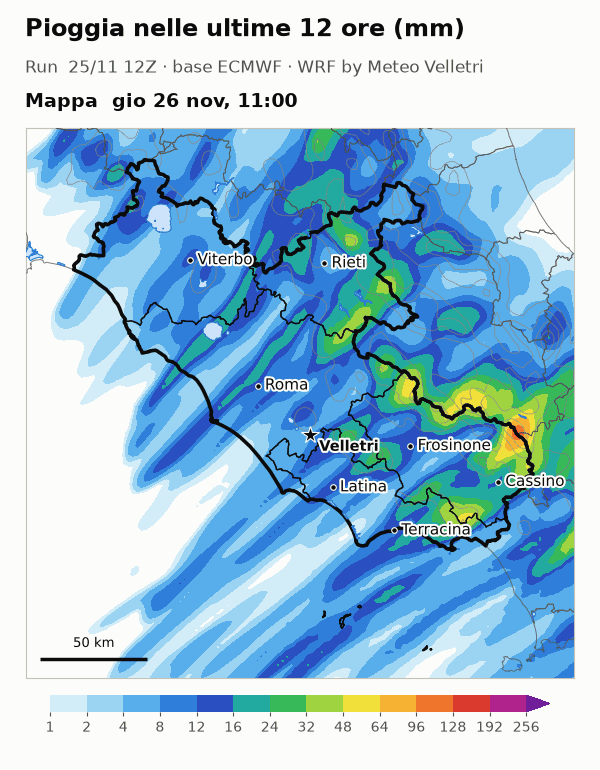 Pioggia nelle ultime 12 ore (mm)
Run 25/11 12Z · base ECMWF · WRF by Meteo Velletri
Mappa gio 26 nov, 11:00
Viterbo
Rieti
Roma
Velletri
Frosinone
Cassino
Latina
Terracina
50 km
1 2 4 8 12 16 24 32 48 64 96 128 192 256